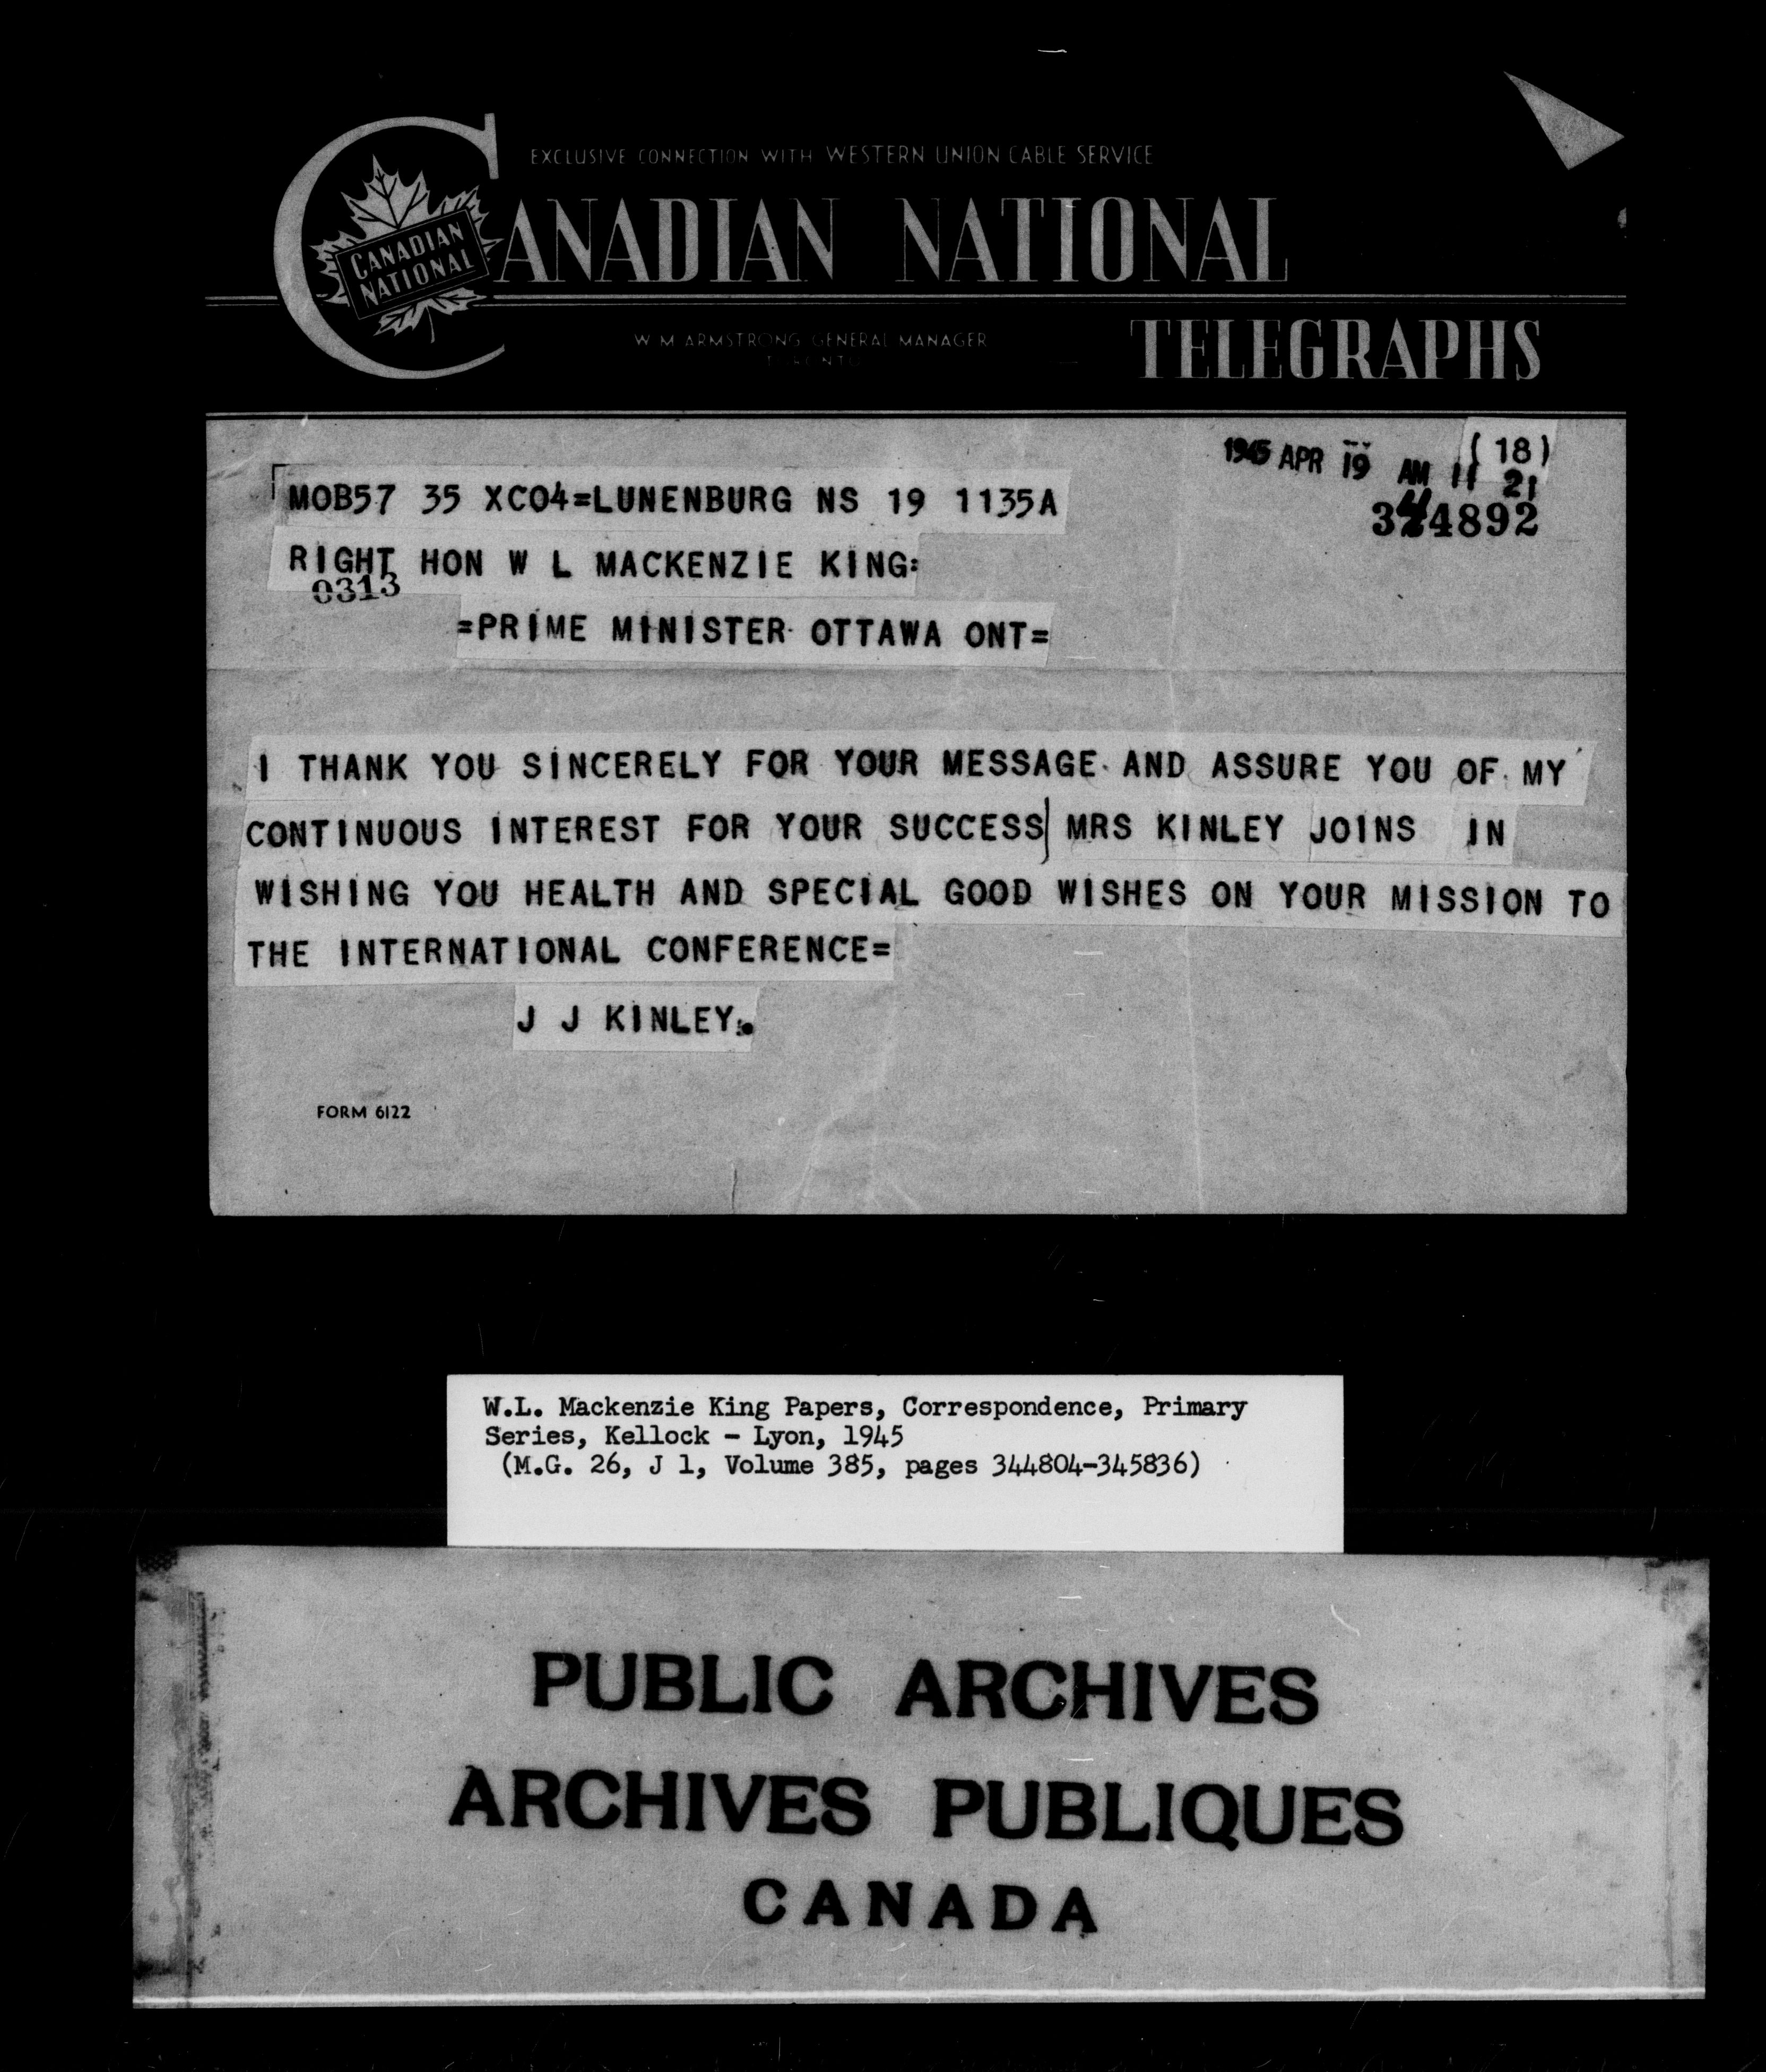 EXCLUSIVE CONNECTION WITH WESTERN UNION CABLE SERVICE
CANADIAN NATIONAL
CANADIAN
NATIONAL
W M ARMSTRONG GENERAL MANAGER
TORONTO
TELEGRAPHS
1945 APR 19 AM 11 21
(18)
344892
MOB57 35 XC04=LUNENBURG NS 19 1135A
RIGHT HON W L MACKENZIE KING=
0313
=PRIME MINISTER OTTAWA ONT=
I THANK YOU SINCERELY FOR YOUR MESSAGE AND ASSURE YOU OF MY
CONTINUOUS INTEREST FOR YOUR SUCCESS MRS KINLEY JOINS IN
WISHING YOU HEALTH AND SPECIAL GOOD WISHES ON YOUR MISSION TO
THE INTERNATIONAL CONFERENCE=
J J KINLEY.
FORM 6122
W.L. Mackenzie King Papers, Correspondence, Primary
Series, Kellock - Lyon, 1945
(M.G. 26, J 1, Volume 385, pages 344804-345836)
PUBLIC ARCHIVES
ARCHIVES PUBLIQUES
CANADA